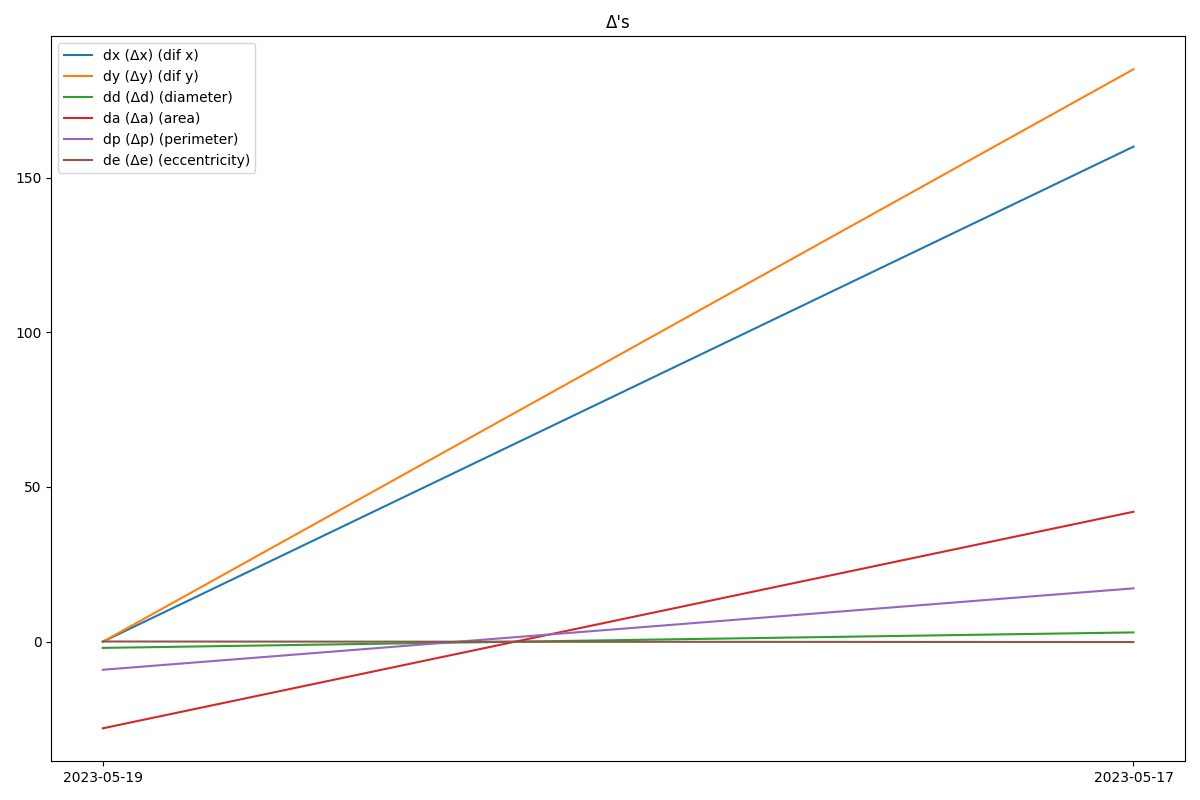 Δ's
dx (Δx) (dif x)
dy (Δy) (dif y)
dd (Δd) (diameter)
da (Δa) (area)
dp (Δp) (perimeter)
de (Δe) (eccentricity)
150
100
50
0
2023-05-19
2023-05-17